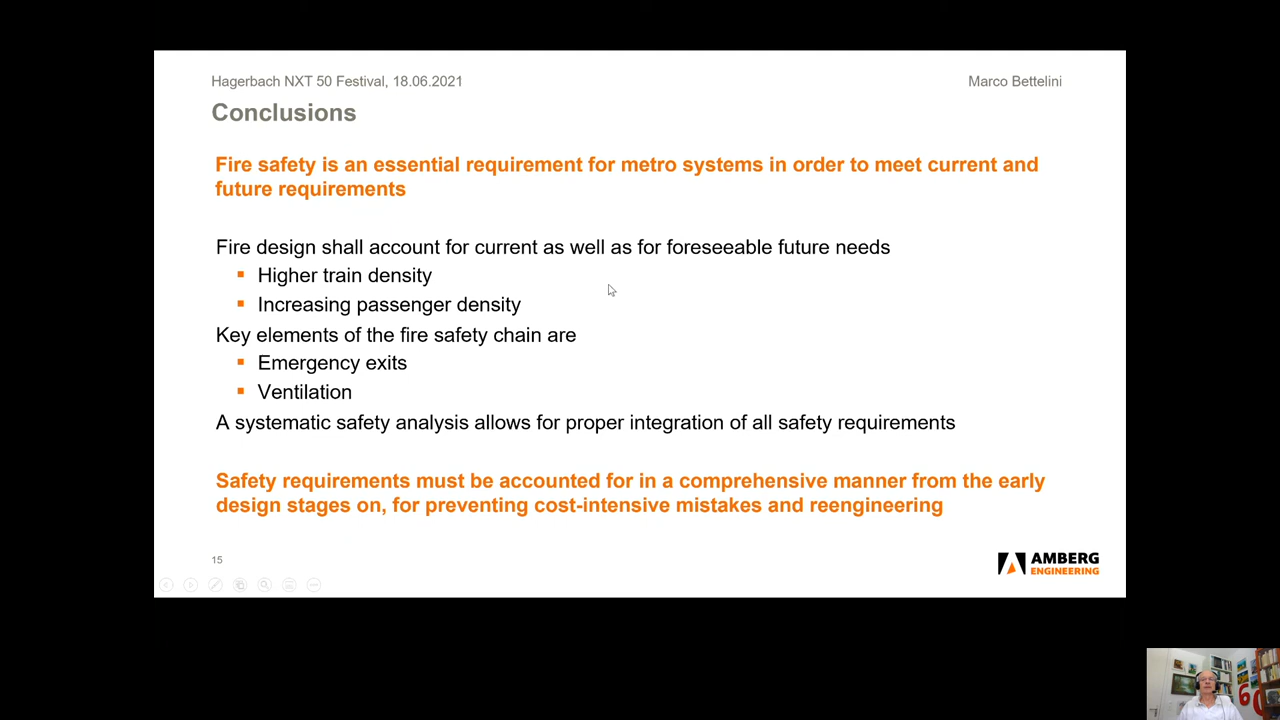 Hagerbach NXT 50 Festival, 18.06.2021
Marco Bettelini
Conclusions
Fire safety is an essential requirement for metro systems in order to meet current and
future requirements
Fire design shall account for current as well as for foreseeable future needs
Higher train density
Increasing passenger density
Key elements of the fire safety chain are
Emergency exits
Ventilation
A systematic safety analysis allows for proper integration of all safety requirements
Safety requirements must be accounted for in a comprehensive manner from the early
design stages on, for preventing cost-intensive mistakes and reengineering
15
AMBERG
ENGINEERING
60